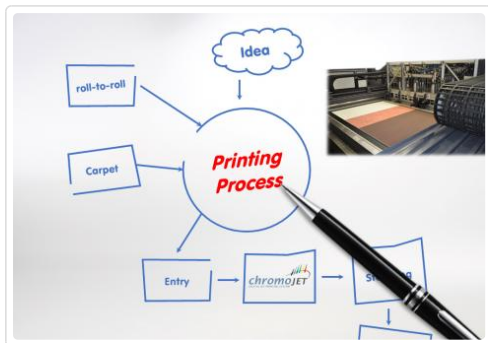 Idea
roll-to-roll
Carpet
Printing
Process
Entry
chromoJET